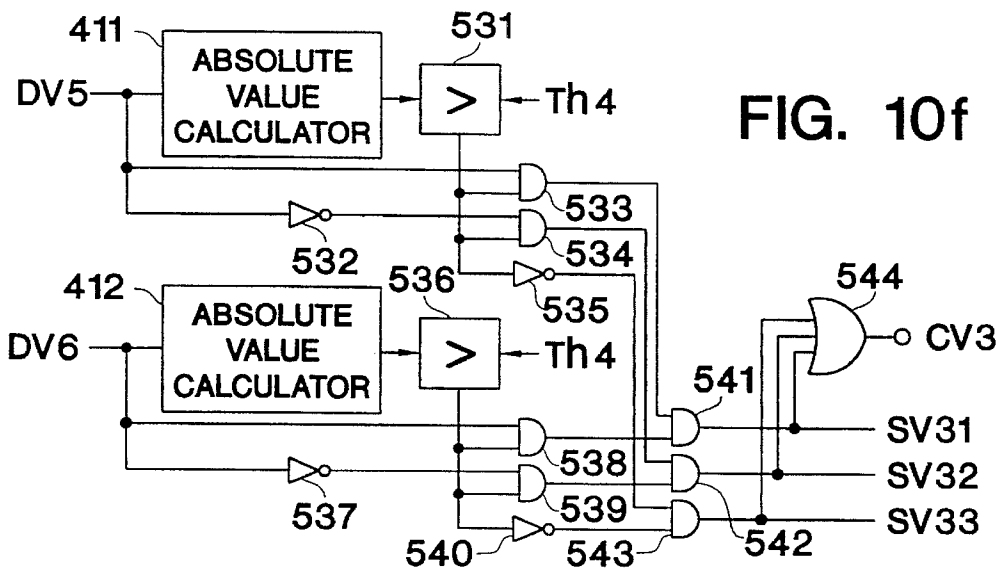 411
531
DV5
ABSOLUTE
VALUE
CALCULATOR
>
Th4
FIG. 10f
533
532
534
412
536
535
544
DV6
ABSOLUTE
VALUE
CALCULATOR
>
Th4
CV3
541
SV31
538
SV32
537
539
542
SV33
540
543